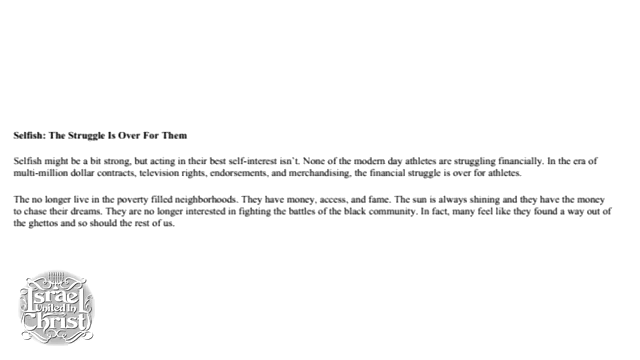 Selfish: The Struggle Is Over For Them
Selfish might be a bit strong, but acting in their best self-interest isn't. None of the modern day athletes are struggling financially. In the era of
multi-million dollar contracts, television rights, endorsements, and merchandising, the financial struggle is over for athletes.
The no longer live in the poverty filled neighborhoods. They have money, access, and fame. The sun is always shining and they have the money
to chase their dreams. They are no longer interested in fighting the battles of the black community. In fact, many feel like they found a way out of
the ghettos and so should the rest of us.
Israel
United In
Christ